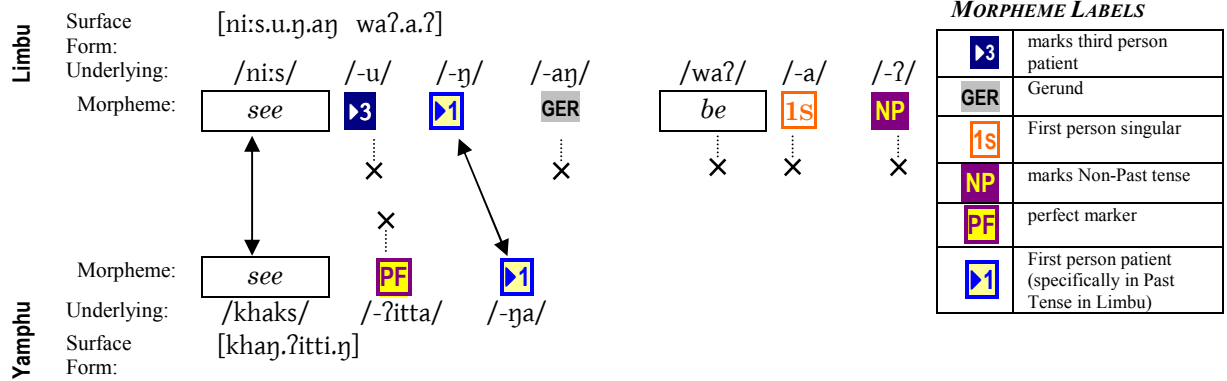 Limbu
Surface Form: [niːs.u.ŋ.aŋ waʔ.a.ʔ]
Underlying: /niːs/ /-u/ /-ŋ/ /-aŋ/ /waʔ/ /-a/ /-ʔ/
Morpheme: see ▶3 ▶1 GER be 1s NP
Morpheme: see PF ▶1
Underlying: /khaks/ /-ʔitta/ /-ŋa/
Surface Form: [khaŋ.ʔitti.ŋ]
Yamphu
MORPHEME LABELS
▶3 marks third person patient
GER Gerund
1s First person singular
NP marks Non-Past tense
PF perfect marker
▶1 First person patient (specifically in Past Tense in Limbu)